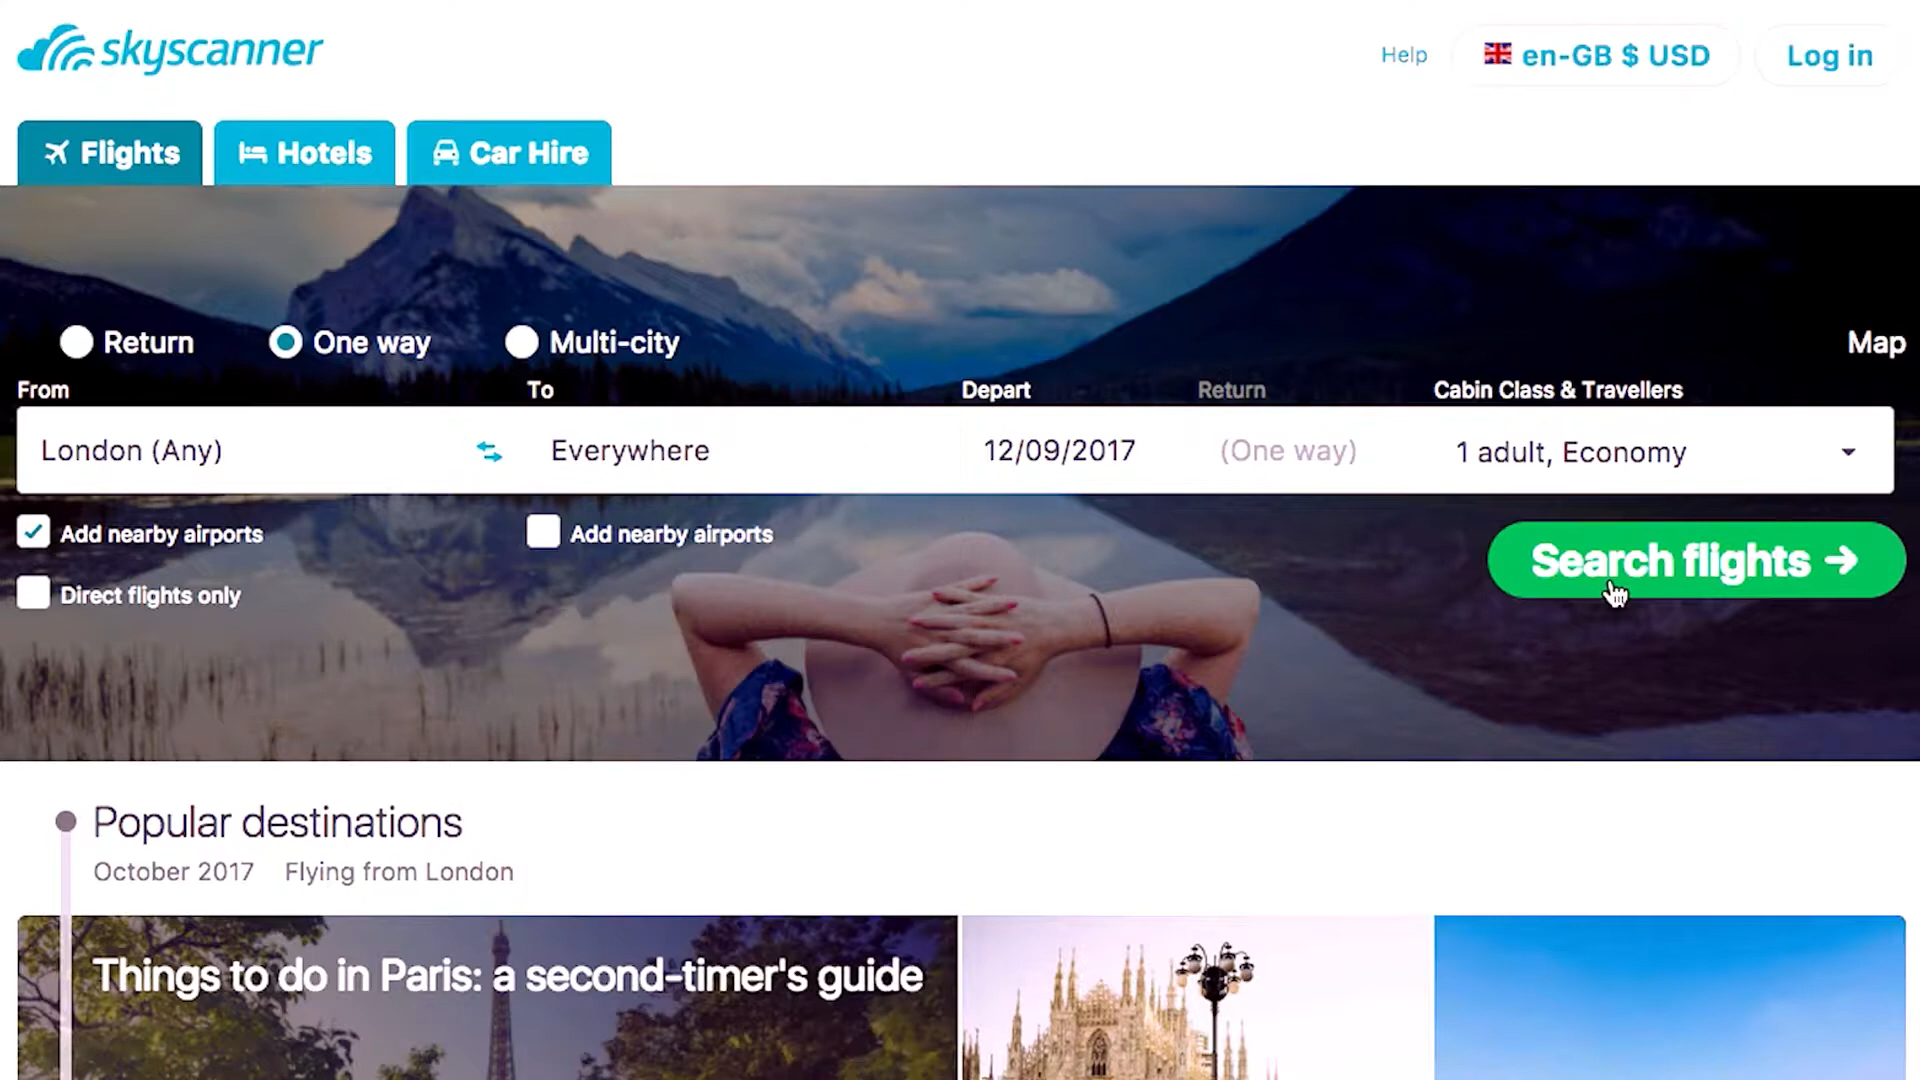 skyscanner
Help
en-GB $ USD
Log in
Flights
Hotels
Car Hire
Return
One way
Multi-city
Map
From
To
Depart
Return
Cabin Class & Travellers
London (Any)
Everywhere
12/09/2017
(One way)
1 adult, Economy
Add nearby airports
Add nearby airports
Search flights
Direct flights only
Popular destinations
October 2017 Flying from London
Things to do in Paris: a second-timer's guide